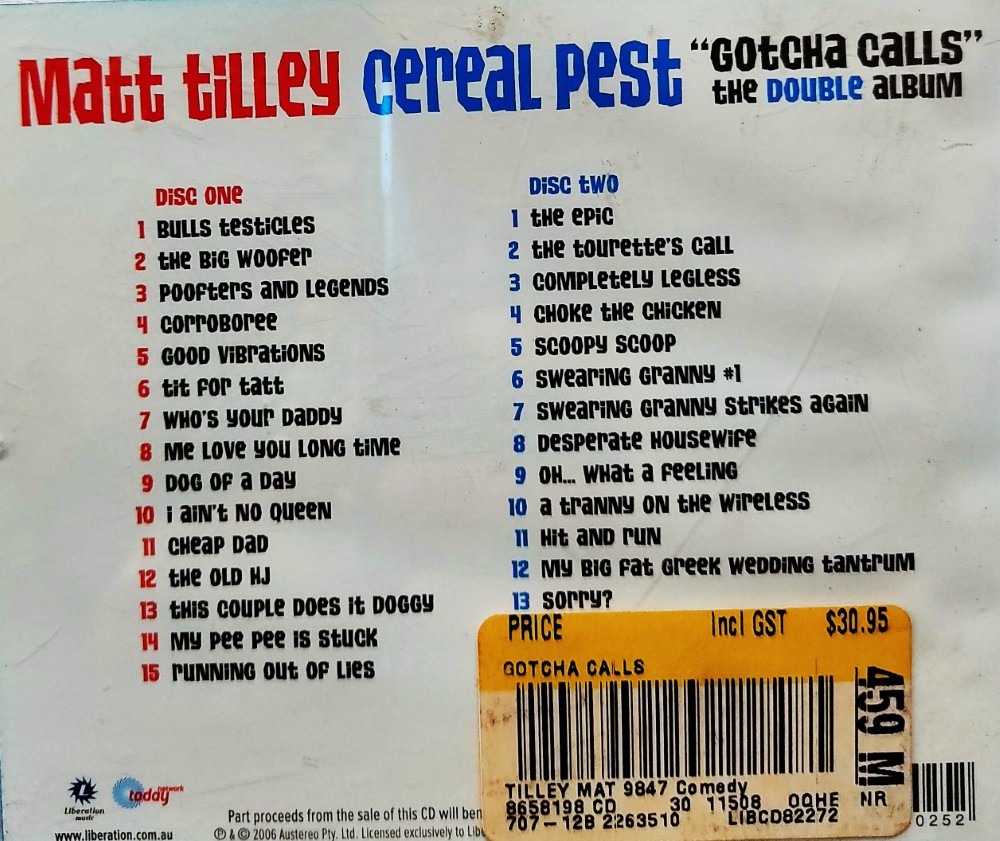 Matt Tilley Cereal Pest "Gotcha Calls"
The Double Album
Disc One
1 Bulls Testicles
2 The Big Woofer
3 Poofters and Legends
4 Corroboree
5 Good Vibrations
6 Tit for Tatt
7 Who's Your Daddy
8 Me Love You Long Time
9 Dog of a Day
10 I Ain't No Queen
11 Cheap Dad
12 The Old HJ
13 This Couple Does It Doggy
14 My Pee Pee Is Stuck
15 Running Out of Lies
Disc Two
1 The Epic
2 The Tourette's Call
3 Completely Legless
4 Choke the Chicken
5 Scoopy Scoop
6 Swearing Granny #1
7 Swearing Granny Strikes Again
8 Desperate Housewife
9 Oh... What a Feeling
10 A Tranny on the Wireless
11 Hit and Run
12 My Big Fat Greek Wedding Tantrum
13 Sorry?
PRICE Incl GST $30.95
GOTCHA CALLS
459 M
TILLEY MAT 9847 Comedy
8658198 CD 30 11508 OOHE NR
707-12B 2263510 LIBCD82272
0252
L
Liberation
music
today network
www.liberation.com.au
Part proceeds from the sale of this CD will
℗ & © 2006 Austereo Pty. Ltd. Licensed exclusively to